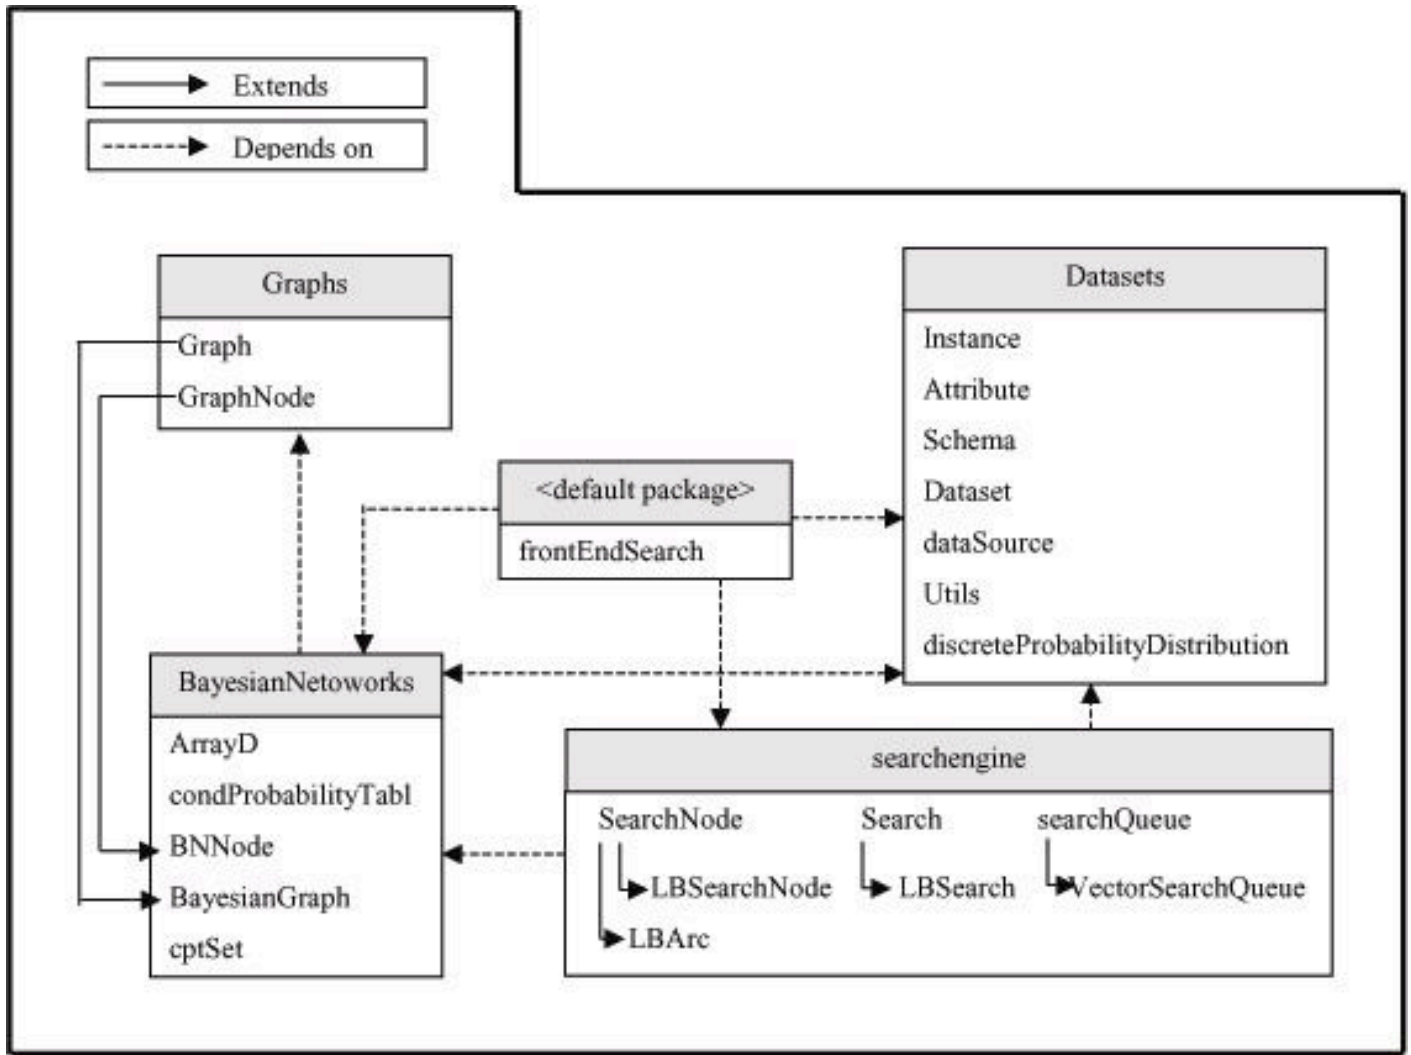 Extends
Depends on
Graphs
Graph
GraphNode
Datasets
Instance
Attribute
Schema
Dataset
dataSource
Utils
discreteProbabilityDistribution
<default package>
frontEndSearch
BayesianNetoworks
ArrayD
condProbabilityTabl
BNNode
BayesianGraph
cptSet
searchengine
SearchNode Search searchQueue
LBSearchNode LBSearch VectorSearchQueue
LBArc